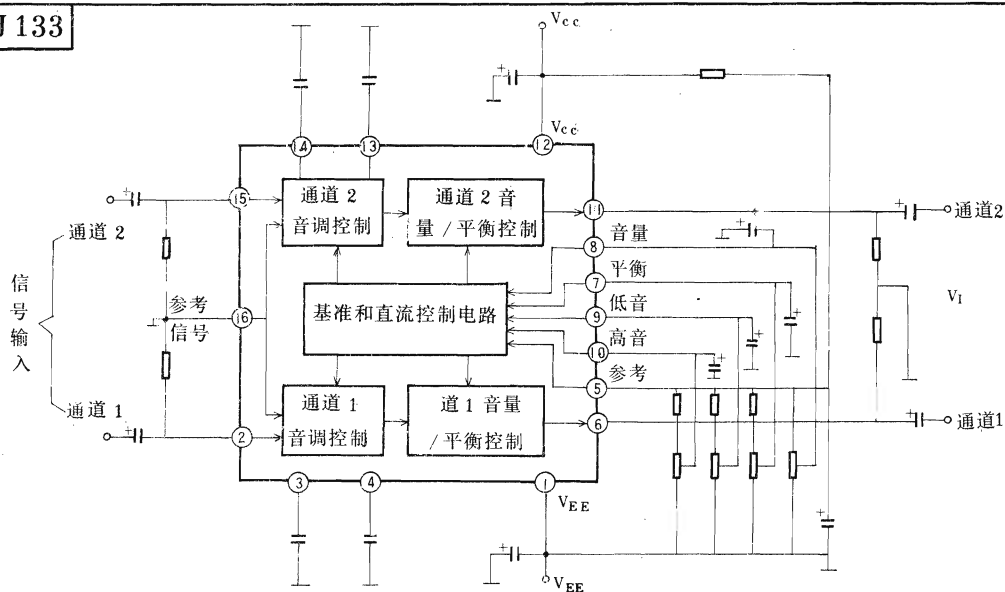 J 133
Vcc
Vcc
14
13
12
15
通道 2
音调控制
通道 2 音
量 / 平衡控制
11
通道2
通道 2
8
音量
7
平衡
信号输入
参考
信号
16
基准和直流控制电路
9
低音
VI
10
高音
5
参考
通道 1
2
通道 1
音调控制
道 1 音量
/ 平衡控制
6
通道1
3
4
1
VEE
VEE